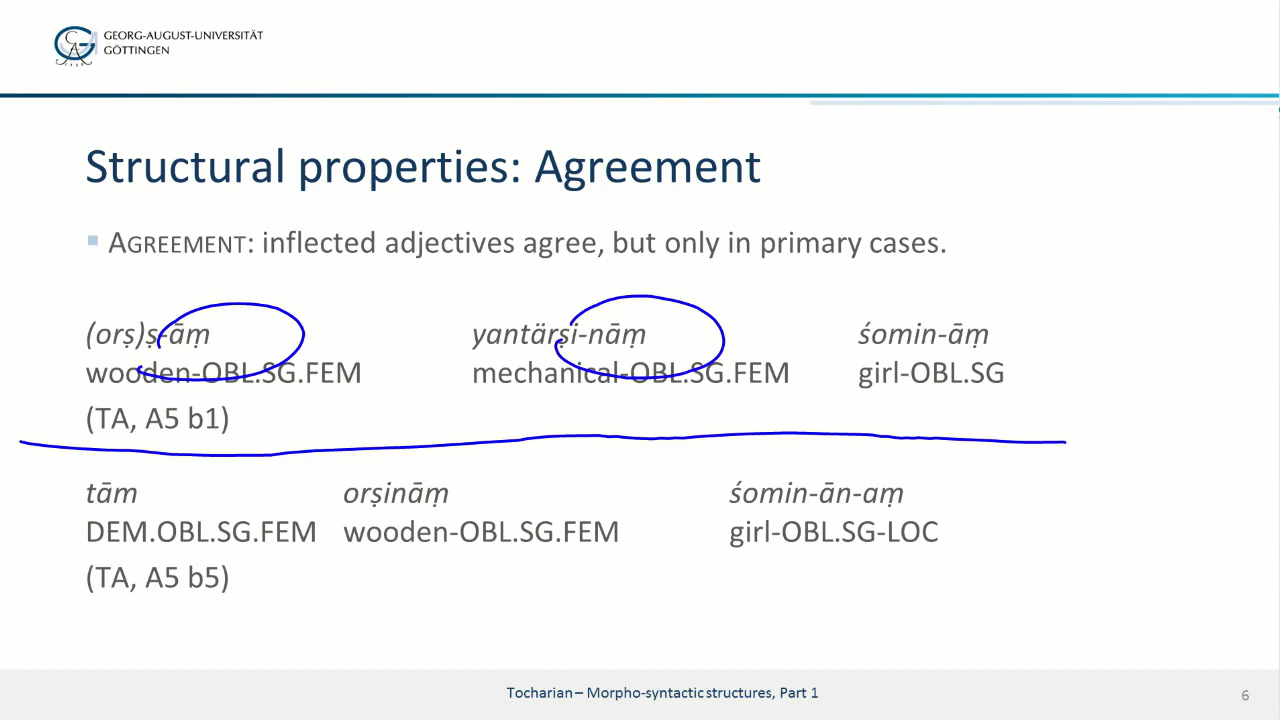 GEORG-AUGUST-UNIVERSITÄT
GÖTTINGEN
Structural properties: Agreement
AGREEMENT: inflected adjectives agree, but only in primary cases.
(orṣ)ṣ-āṃ yantärṣi-nāṃ śomin-āṃ
wooden-OBL.SG.FEM mechanical-OBL.SG.FEM girl-OBL.SG
(TA, A5 b1)
tām orṣināṃ śomin-ān-aṃ
DEM.OBL.SG.FEM wooden-OBL.SG.FEM girl-OBL.SG-LOC
(TA, A5 b5)
Tocharian – Morpho-syntactic structures, Part 1
6